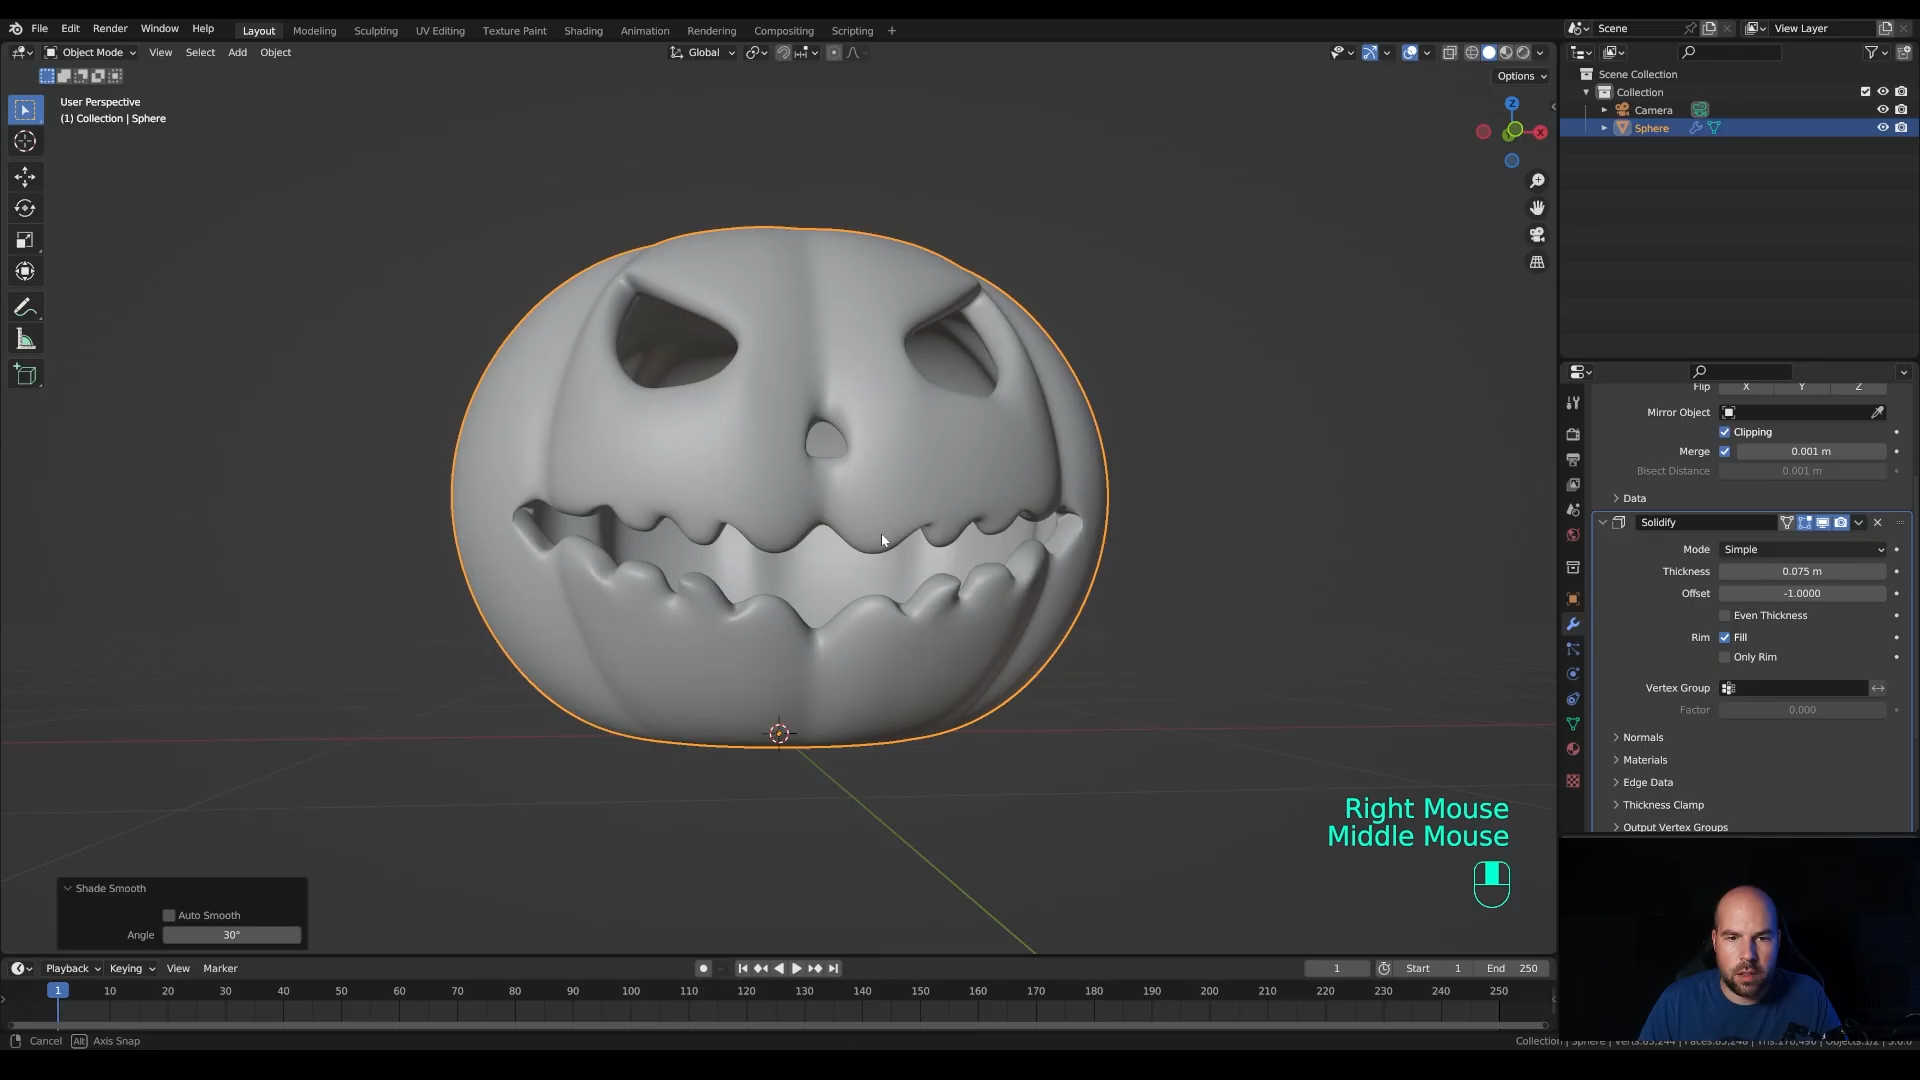 File Edit Render Window Help Layout Modeling Sculpting UV Editing Texture Paint Shading Animation Rendering Compositing Scripting + Scene View Layer
Object Mode View Select Add Object Global
Options
User Perspective
(1) Collection | Sphere
Scene Collection
Collection
Camera
Sphere
Z
X
Flip X Y Z
Mirror Object
Clipping
Merge 0.001 m
Bisect Distance 0.001 m
Data
Solidify
Mode Simple
Thickness 0.075 m
Offset -1.0000
Even Thickness
Rim Fill
Only Rim
Vertex Group
Factor 0.000
Normals
Materials
Edge Data
Thickness Clamp
Output Vertex Groups
Right Mouse
Middle Mouse
Shade Smooth
Auto Smooth
Angle 30°
Playback Keying View Marker 1 Start 1 End 250
1 10 20 30 40 50 60 70 80 90 100 110 120 130 140 150 160 170 180 190 200 210 220 230 240 250
Cancel Alt Axis Snap